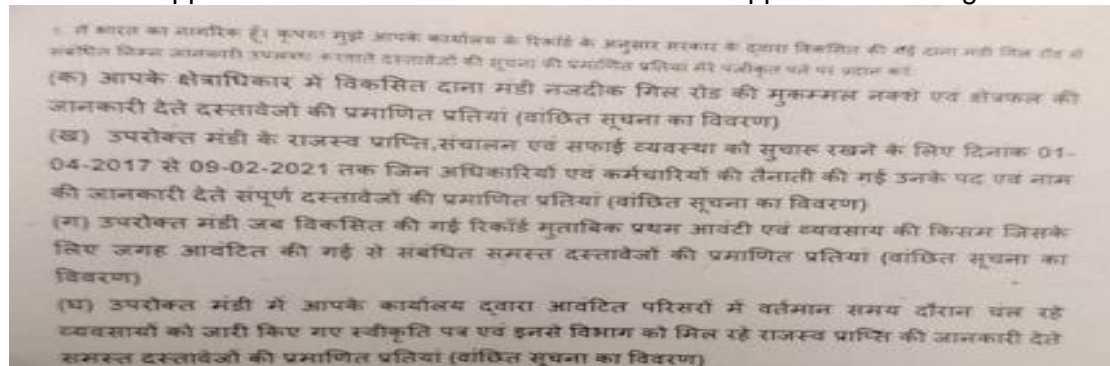 मैं भारत का नागरिक हूँ। कृपया मुझे आपके कार्यालय के रिकॉर्ड के अनुसार सरकार के द्वारा विकसित की गई दाना मंडी गिल रोड से
संबंधित निम्न जानकारी उपलब्ध करवाते दस्तावेजों की सूचना की प्रमाणित प्रतियां मेरे पंजीकृत पते पर प्रदान करें:
(क) आपके क्षेत्राधिकार में विकसित दाना मंडी नजदीक गिल रोड की मुकम्मल नक्शे एवं क्षेत्रफल की
जानकारी देते दस्तावेजों की प्रमाणित प्रतियां (वांछित सूचना का विवरण)
(ख) उपरोक्त मंडी के राजस्व प्राप्ति,संचालन एवं सफाई व्यवस्था को सुचारू रखने के लिए दिनांक 01-
04-2017 से 09-02-2021 तक जिन अधिकारियों एवं कर्मचारियों की तैनाती की गई उनके पद एवं नाम
की जानकारी देते संपूर्ण दस्तावेजों की प्रमाणित प्रतियां (वांछित सूचना का विवरण)
(ग) उपरोक्त मंडी जब विकसित की गई रिकॉर्ड मुताबिक प्रथम आवंटी एवं व्यवसाय की किसम जिसके
लिए जगह आवंटित की गई से संबंधित समस्त दस्तावेजों की प्रमाणित प्रतियां (वांछित सूचना का
विवरण)
(घ) उपरोक्त मंडी में आपके कार्यालय द्वारा आवंटित परिसरों में वर्तमान समय दौरान चल रहे
व्यवसायों को जारी किए गए स्वीकृति पत्र एवं इनसे विभाग को मिल रहे राजस्व प्राप्ति की जानकारी देते
समस्त दस्तावेजों की प्रमाणित प्रतियां (वांछित सूचना का विवरण)